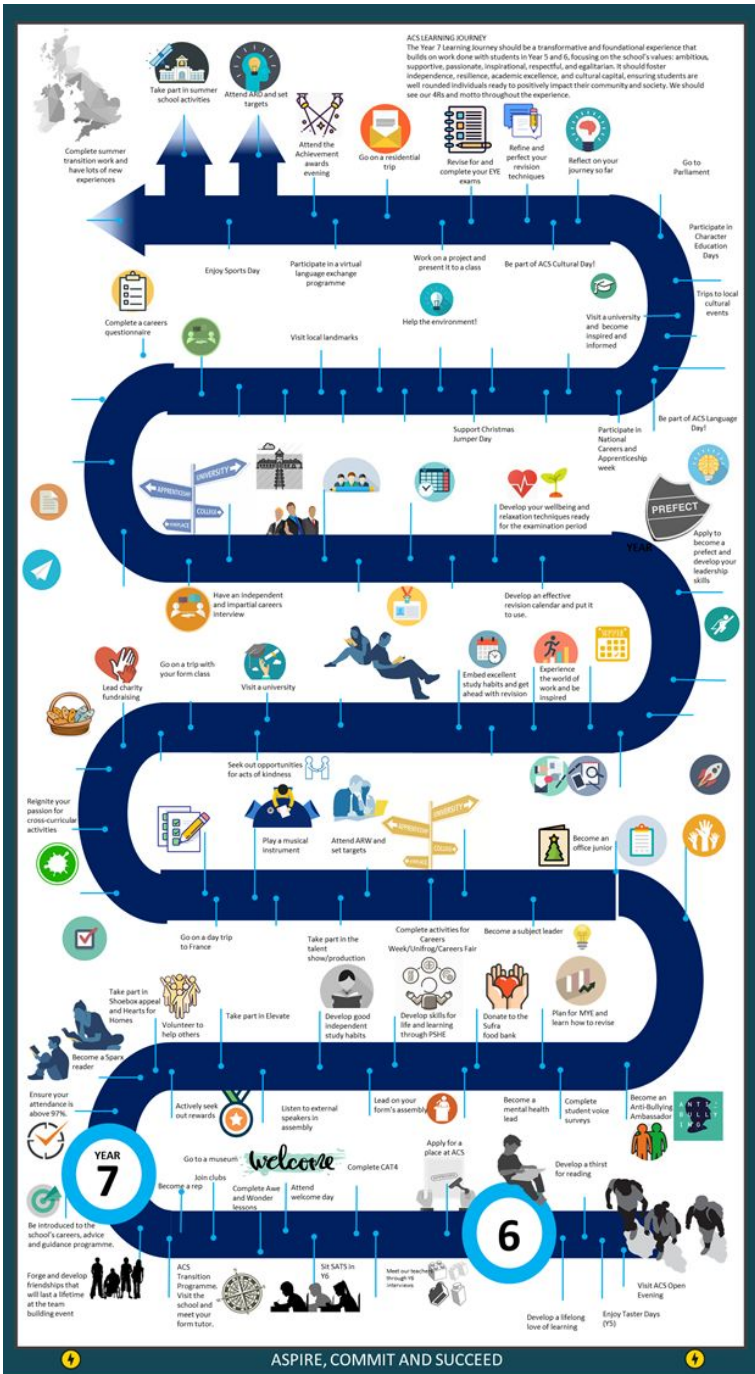 ACS LEARNING JOURNEY
The Year 7 Learning Journey should be a transformative and foundational experience that
builds on work done with students in Year 5 and 6, focusing on the school's values: ambitious,
supportive, passionate, inspirational, respectful, and egalitarian. It should foster
independence, resilience, academic excellence, and cultural capital, ensuring students are
well rounded individuals ready to positively impact their community and society. We should
see our 4Rs and motto throughout the experience.
Take part in summer
school activities
Attend ARD and set
targets
Complete summer
transition work and
have lots of new
experiences
Attend the
Achievement
awards
evening
Go on a residential
trip
Revise for and
complete your EYE
exams
Refine and
perfect your
revision
techniques
Reflect on your
journey so far
Go to
Parliament
Participate in
Character
Education
Days
Enjoy Sports Day
Participate in a virtual
language exchange
programme
Work on a project and
present it to a class
Be part of ACS Cultural Day!
Trips to local
cultural
events
Complete a careers
questionnaire
Visit local landmarks
Help the environment!
Visit a university
and become
inspired and
informed
Support Christmas
Jumper Day
Participate in
National
Careers and
Apprenticeship
week
Be part of ACS Language
Day!
UNIVERSITY
APPRENTICESHIP
COLLEGE
WORKPLACE
Develop your wellbeing and
relaxation techniques ready
for the examination period
PREFECT
YEAR
Apply to
become a
prefect and
develop your
leadership
skills
Have an independent
and impartial careers
interview
Develop an effective
revision calendar and put it
to use.
Lead charity
fundraising
Go on a trip with
your form class
Visit a university
Embed excellent
study habits and get
ahead with revision
Experience
the world of
work and be
inspired
Seek out opportunities
for acts of kindness
Reignite your
passion for
cross-curricular
activities
Play a musical
instrument
Attend ARW and
set targets
UNIVERSITY
APPRENTICESHIP
COLLEGE
Become an
office junior
Go on a day trip
to France
Take part in the
talent
show/production
Complete activities for
Careers
Week/Unifrog/Careers Fair
Become a subject leader
Take part in
Shoebox appeal
and Hearts for
Homes
Volunteer to
help others
Take part in Elevate
Develop good
independent
study habits
Develop skills for
life and learning
through PSHE
Donate to the
Sufra
food bank
Plan for MYE and
learn how to revise
Become a Sparx
reader
Ensure your
attendance is
above 97%.
Actively seek
out rewards
Listen to external
speakers in
assembly
Lead on your
form's assembly
Become a
mental health
lead
Complete
student voice
surveys
Become an
Anti-Bullying
Ambassador
ANTI-
BULLY
ING
YEAR
7
Go to a museum
welcome
Become a rep
Join clubs
Complete Awe
and Wonder
lessons
Attend
welcome day
Complete CAT4
Apply for a
place at ACS
6
Develop a thirst
for reading
Be introduced to the
school's careers, advice
and guidance programme.
Forge and develop
friendships that
will last a lifetime
at the team
building event
ACS
Transition
Programme.
Visit the
school and
meet your
form tutor.
Sit SATS in
Y6
Meet our teachers
through Y6
interviews
Develop a lifelong
love of learning
Enjoy Taster Days
(Y5)
Visit ACS Open
Evening
ASPIRE, COMMIT AND SUCCEED